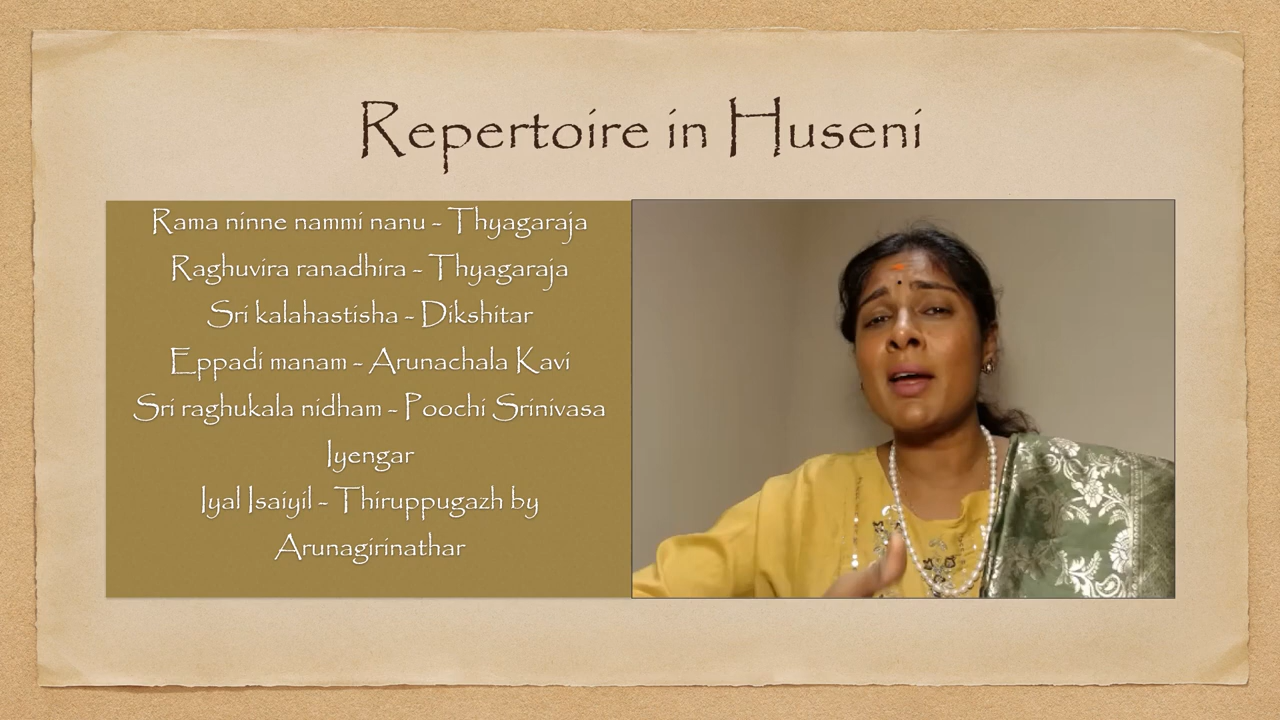 Repertoire in Huseni
Rama ninne nammi nanu - Thyagaraja
Raghuvira ranadhira - Thyagaraja
Sri kalahastisha - Dikshitar
Eppadi manam - Arunachala Kavi
Sri raghukala nidham - Poochi Srinivasa
Iyengar
Iyal Isaiyil - Thiruppugazh by
Arunagirinathar